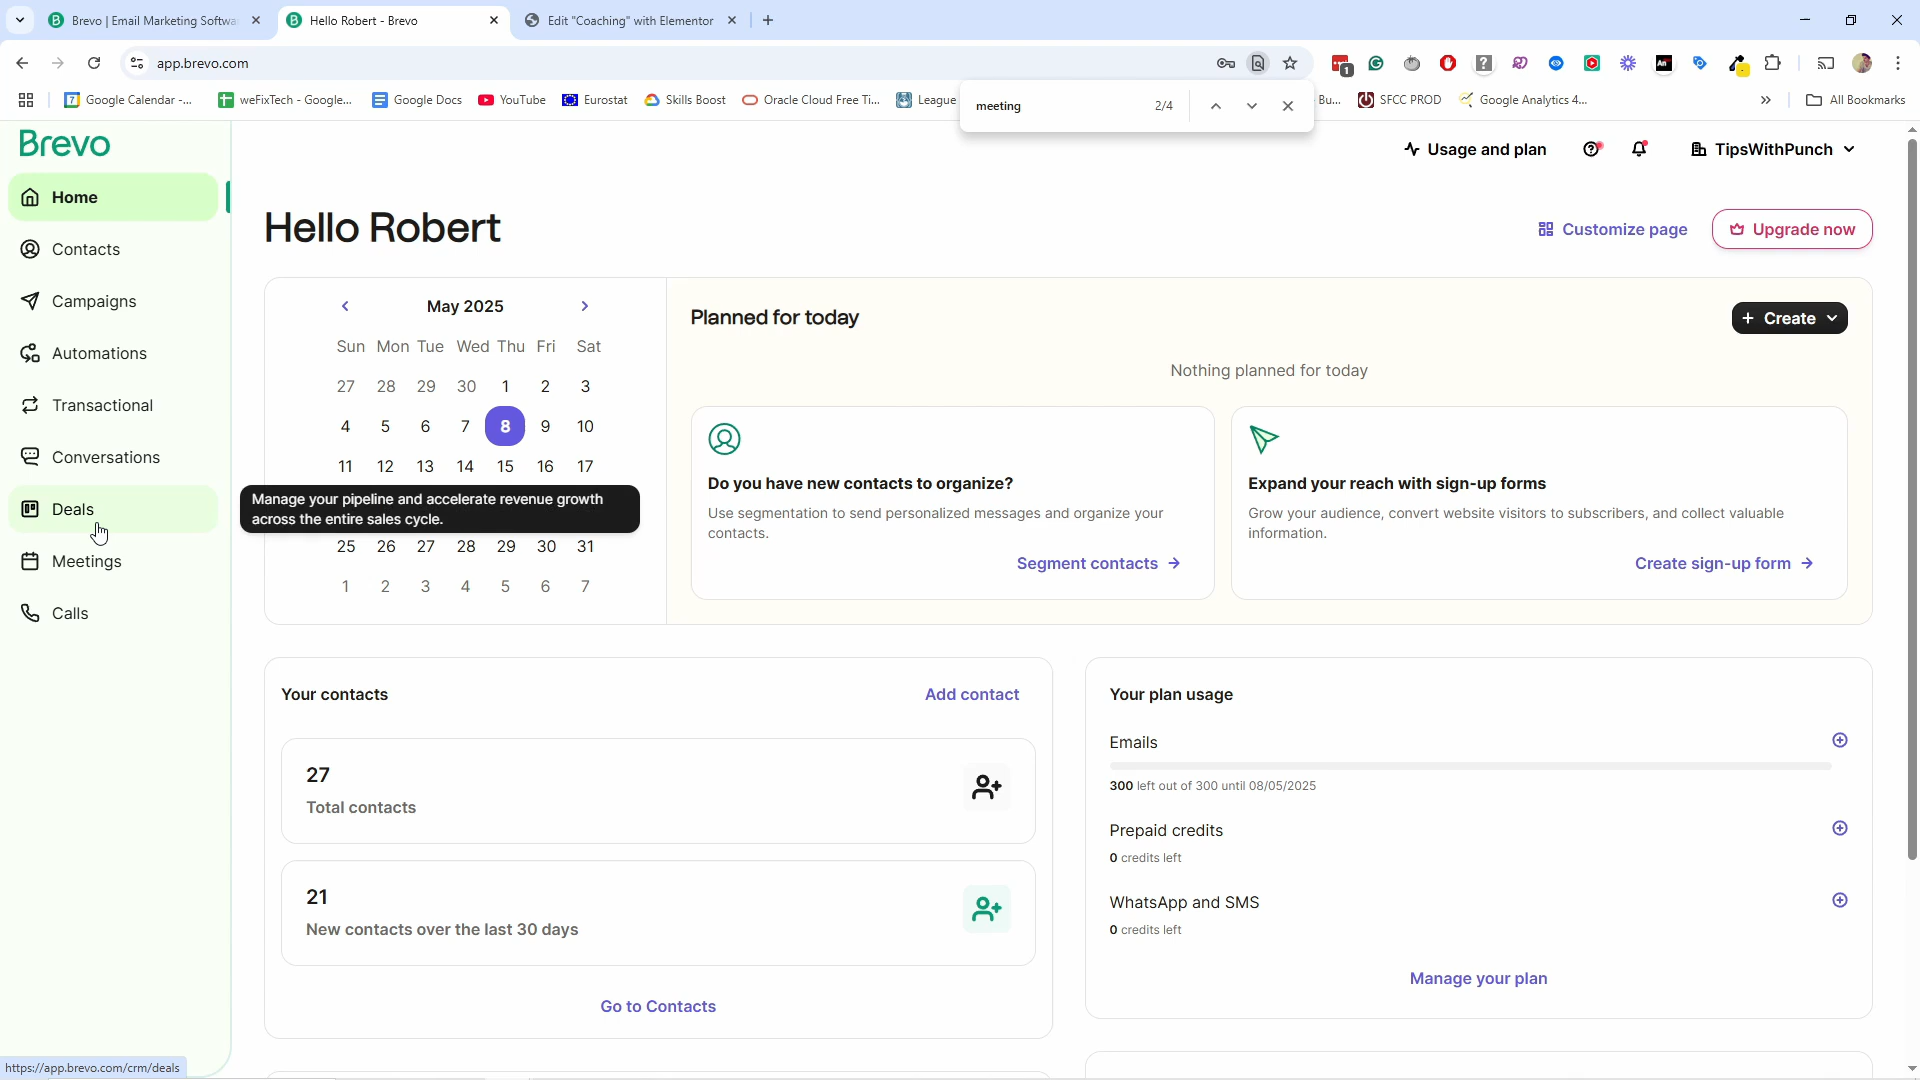 Brevo | Email Marketing Softwa
Hello Robert - Brevo
Edit "Coaching" with Elementor
app.brevo.com
1
Google Calendar -...
weFixTech - Google...
Google Docs
YouTube
Eurostat
Skills Boost
Oracle Cloud Free Ti...
League
Bu...
SFCC PROD
Google Analytics 4...
All Bookmarks
meeting
2/4
Brevo
Usage and plan
TipsWithPunch
Home
Contacts
Campaigns
Automations
Transactional
Conversations
Deals
Meetings
Calls
Hello Robert
Customize page
Upgrade now
May 2025
Sun Mon Tue Wed Thu Fri Sat
27 28 29 30 1 2 3
4 5 6 7 8 9 10
11 12 13 14 15 16 17
Manage your pipeline and accelerate revenue growth
across the entire sales cycle.
25 26 27 28 29 30 31
1 2 3 4 5 6 7
Planned for today
Create
Nothing planned for today
Do you have new contacts to organize?
Use segmentation to send personalized messages and organize your
contacts.
Segment contacts
Expand your reach with sign-up forms
Grow your audience, convert website visitors to subscribers, and collect valuable
information.
Create sign-up form
Your contacts
Add contact
27
Total contacts
21
New contacts over the last 30 days
Go to Contacts
Your plan usage
Emails
300 left out of 300 until 08/05/2025
Prepaid credits
0 credits left
WhatsApp and SMS
0 credits left
Manage your plan
https://app.brevo.com/crm/deals